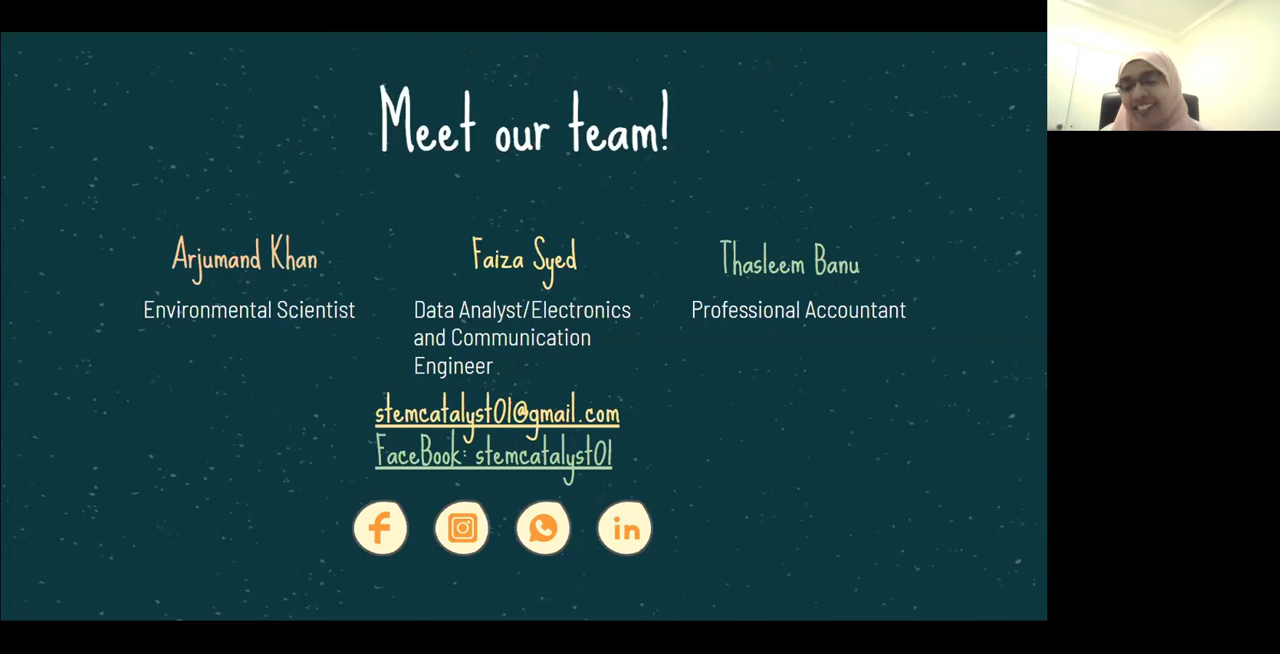 Meet our team!
Arjumand Khan
Environmental Scientist
Faiza Syed
Data Analyst/Electronics
and Communication
Engineer
Thasleem Banu
Professional Accountant
stemcatalyst01@gmail.com
FaceBook: stemcatalyst01